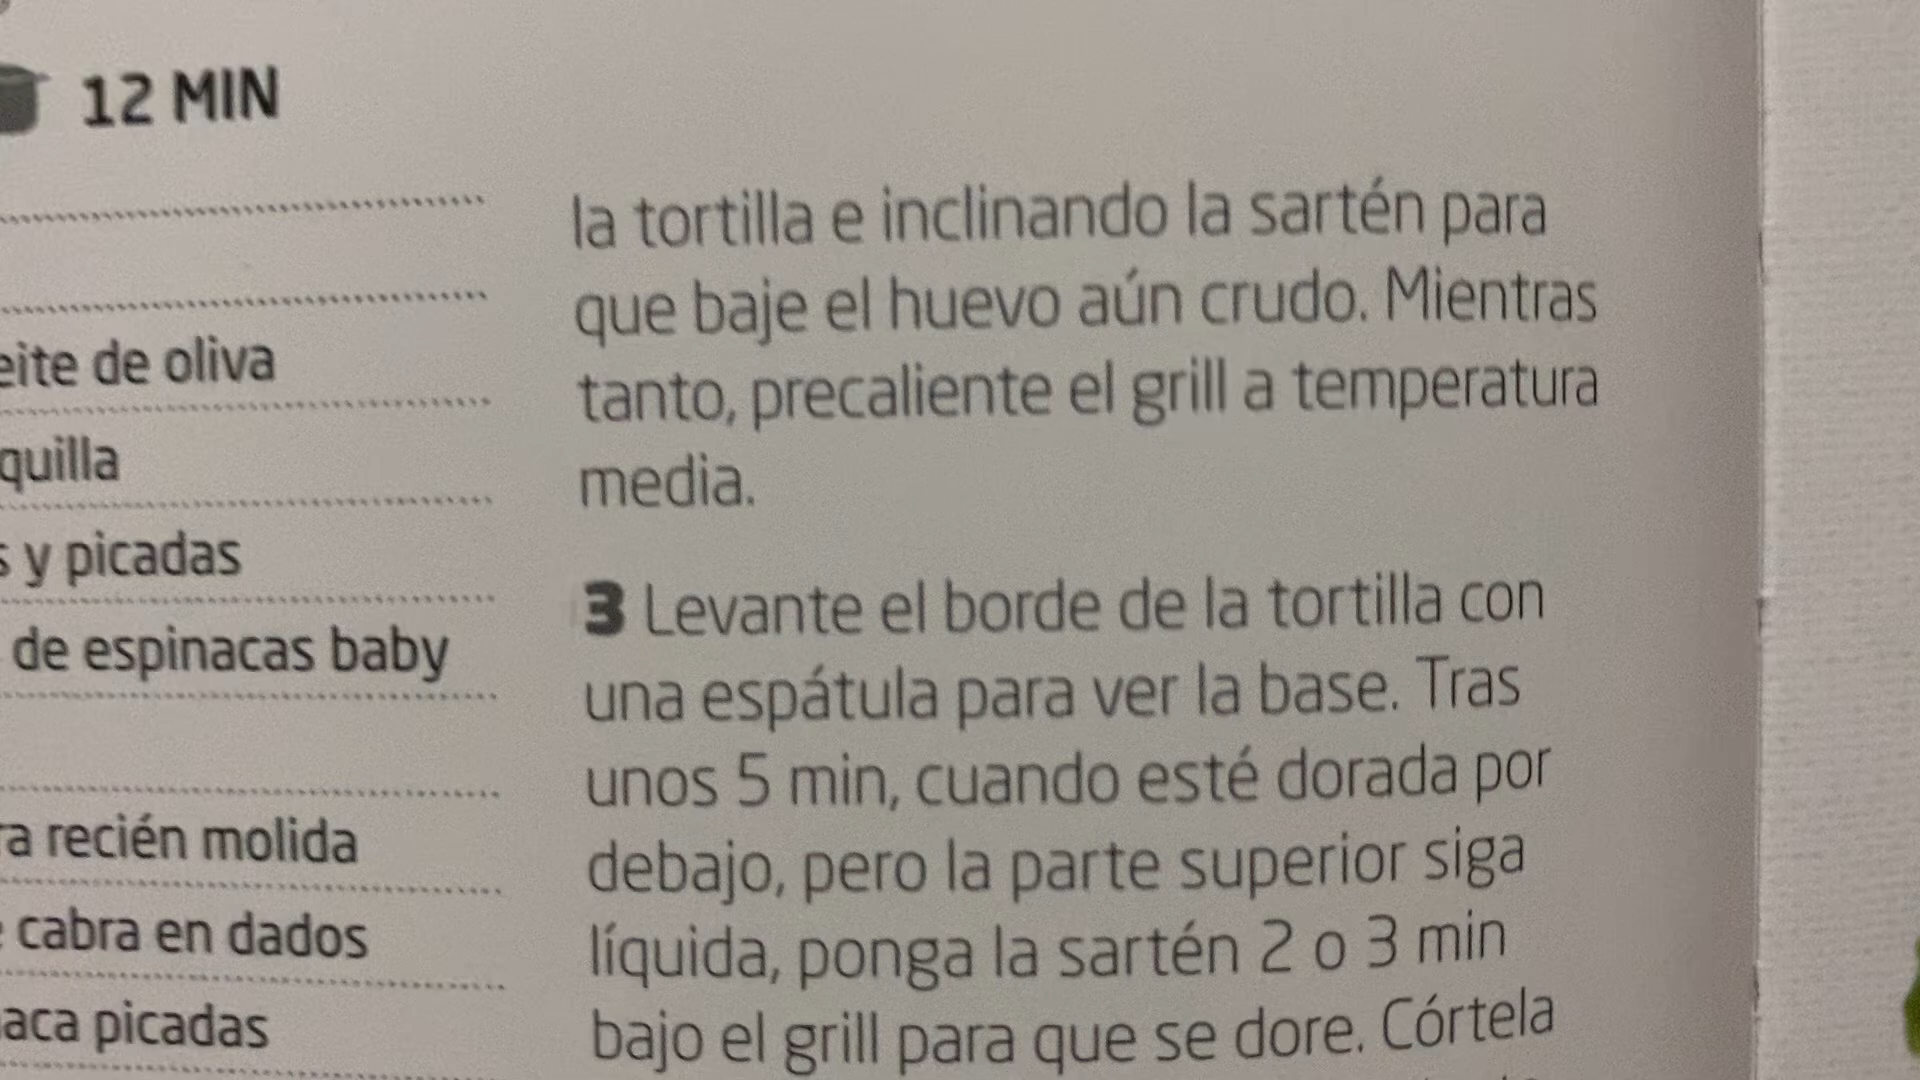 12 MIN
de oliva
y picadas
de espinacas baby
recién molida
cabra en dados
picadas
la tortilla e inclinando la sartén para
que baje el huevo aún crudo. Mientras
tanto, precaliente el grill a temperatura
media.
3 Levante el borde de la tortilla con
una espátula para ver la base. Tras
unos 5 min, cuando esté dorada por
debajo, pero la parte superior siga
líquida, ponga la sartén 2 o 3 min
bajo el grill para que se dore. Córtela